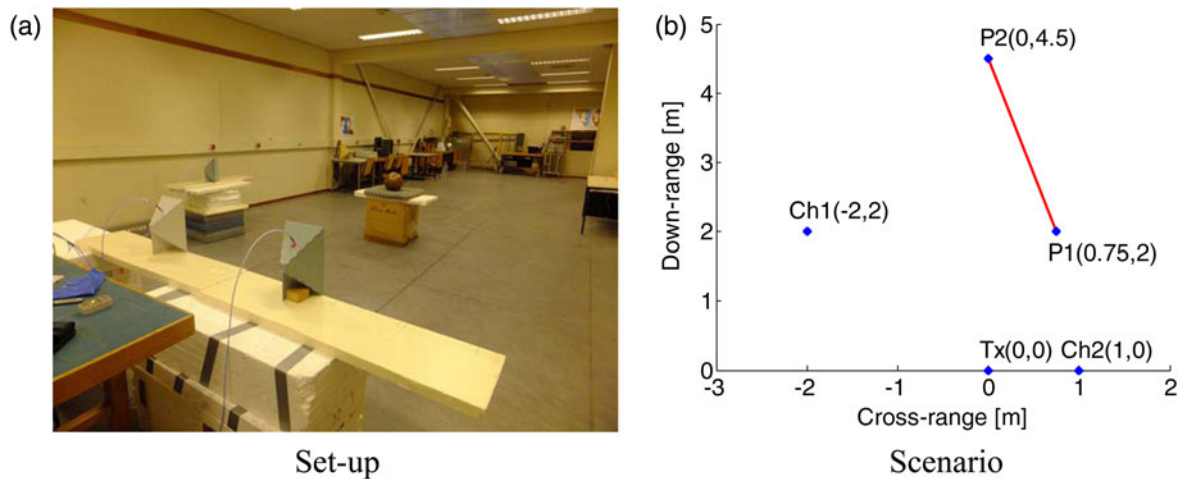 (a)
Set-up
(b)
Down-range [m]
5
4
3
2
1
0
P2(0,4.5)
Ch1(-2,2)
P1(0.75,2)
Tx(0,0) Ch2(1,0)
-3 -2 -1 0 1 2
Cross-range [m]
Scenario